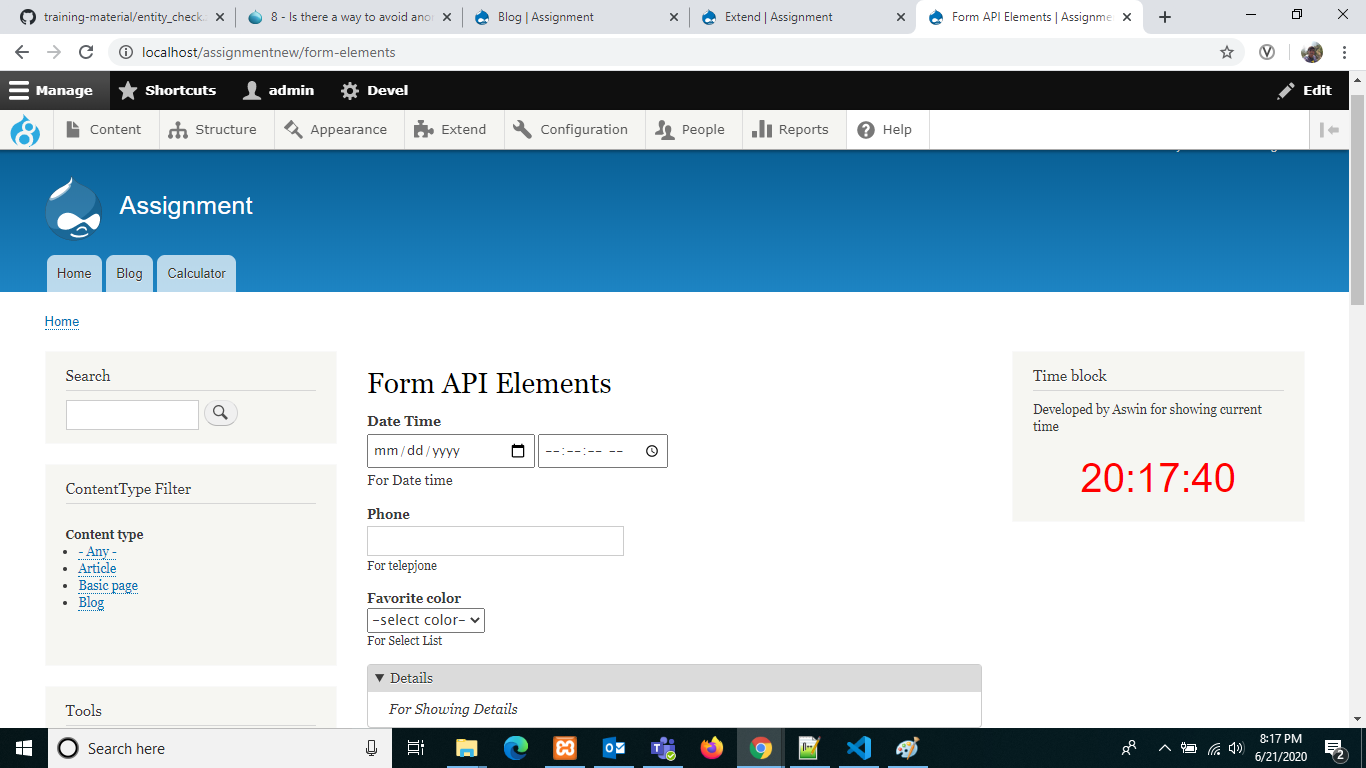 training-material/entity_check.
8 - Is there a way to avoid anon
Blog | Assignment
Extend | Assignment
Form API Elements | Assignme
localhost/assignmentnew/form-elements
Manage
Shortcuts
admin
Devel
Edit
Content
Structure
Appearance
Extend
Configuration
People
Reports
Help
Assignment
Home
Blog
Calculator
Home
Search
ContentType Filter
Content type
- Any -
Article
Basic page
Blog
Tools
Form API Elements
Date Time
mm/dd/yyyy
--:--:-- --
For Date time
Phone
For telepjone
Favorite color
-select color-
For Select List
Details
For Showing Details
Time block
Developed by Aswin for showing current
time
20:17:40
Search here
8:17 PM
6/21/2020
2